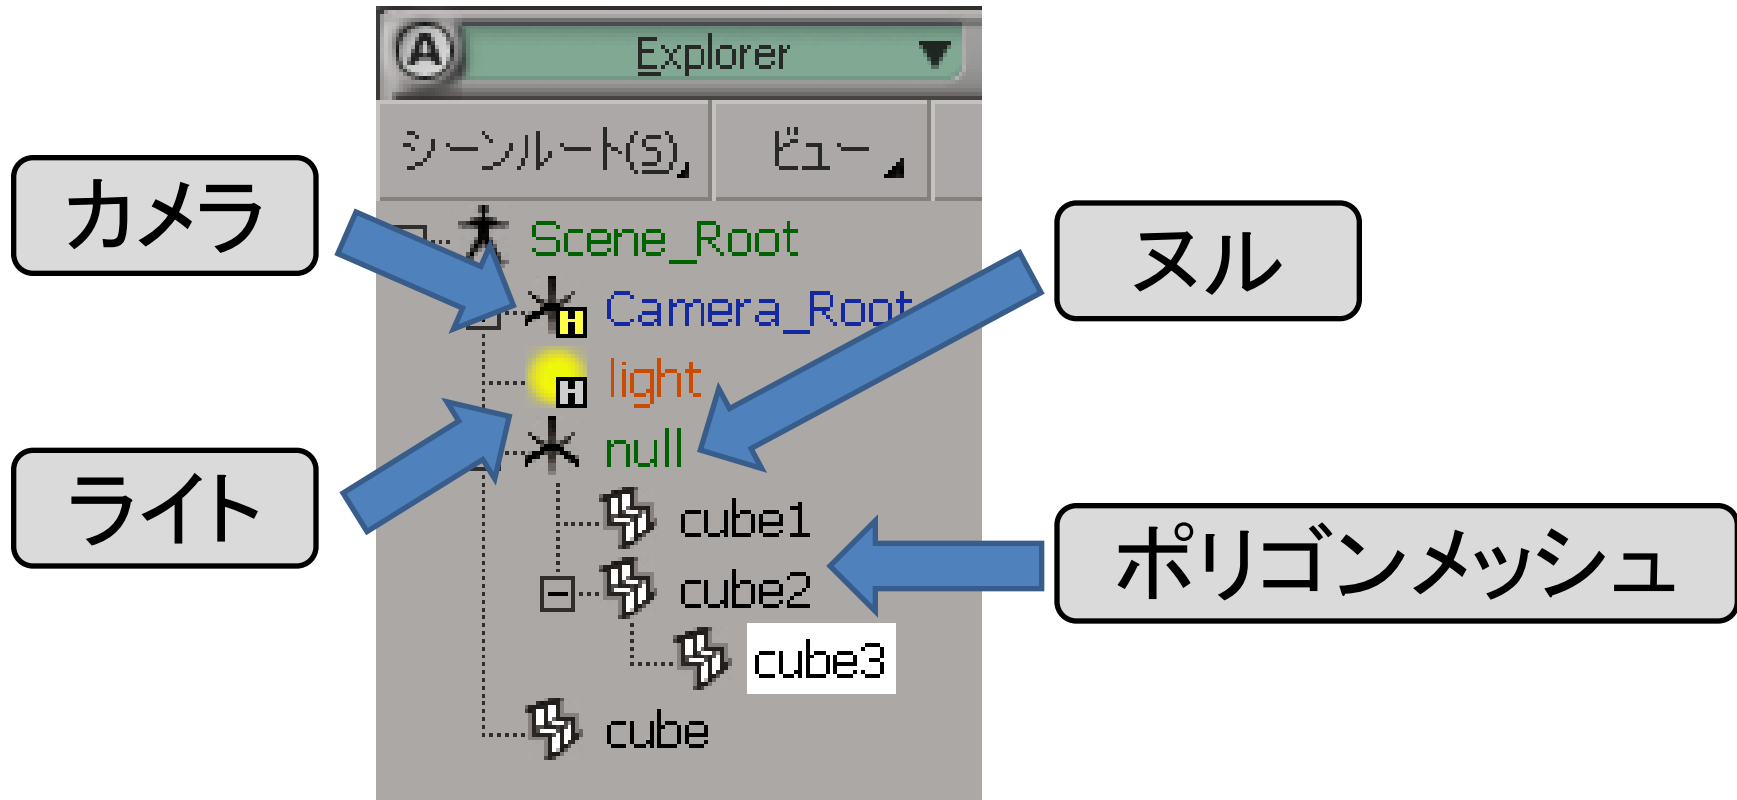 A Explorer
シーンルート(S) ビュー
カメラ
Scene_Root
ヌル
H Camera_Root
H light
ライト
null
cube1
ポリゴンメッシュ
cube2
cube3
cube